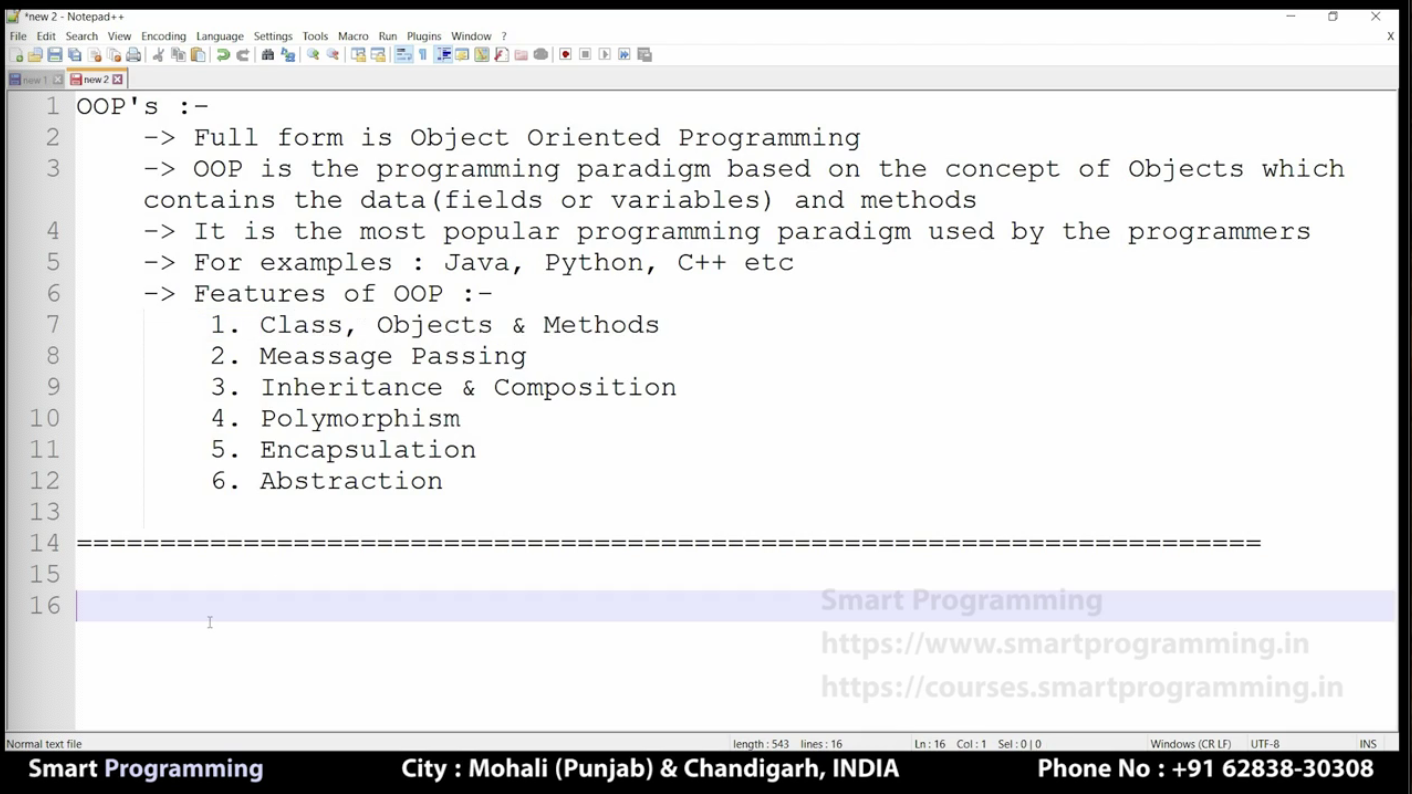 *new 2 - Notepad++
File Edit Search View Encoding Language Settings Tools Macro Run Plugins Window ? X
new 1 new 2
1 OOP's :-
2 -> Full form is Object Oriented Programming
3 -> OOP is the programming paradigm based on the concept of Objects which
contains the data(fields or variables) and methods
4 -> It is the most popular programming paradigm used by the programmers
5 -> For examples : Java, Python, C++ etc
6 -> Features of OOP :-
7 1. Class, Objects & Methods
8 2. Meassage Passing
9 3. Inheritance & Composition
10 4. Polymorphism
11 5. Encapsulation
12 6. Abstraction
13
14 =======================================================================
15
16
Smart Programming
https://www.smartprogramming.in
https://courses.smartprogramming.in
Normal text file length : 543 lines : 16 Ln : 16 Col : 1 Sel : 0 | 0 Windows (CR LF) UTF-8 INS
Smart Programming City : Mohali (Punjab) & Chandigarh, INDIA Phone No : +91 62838-30308